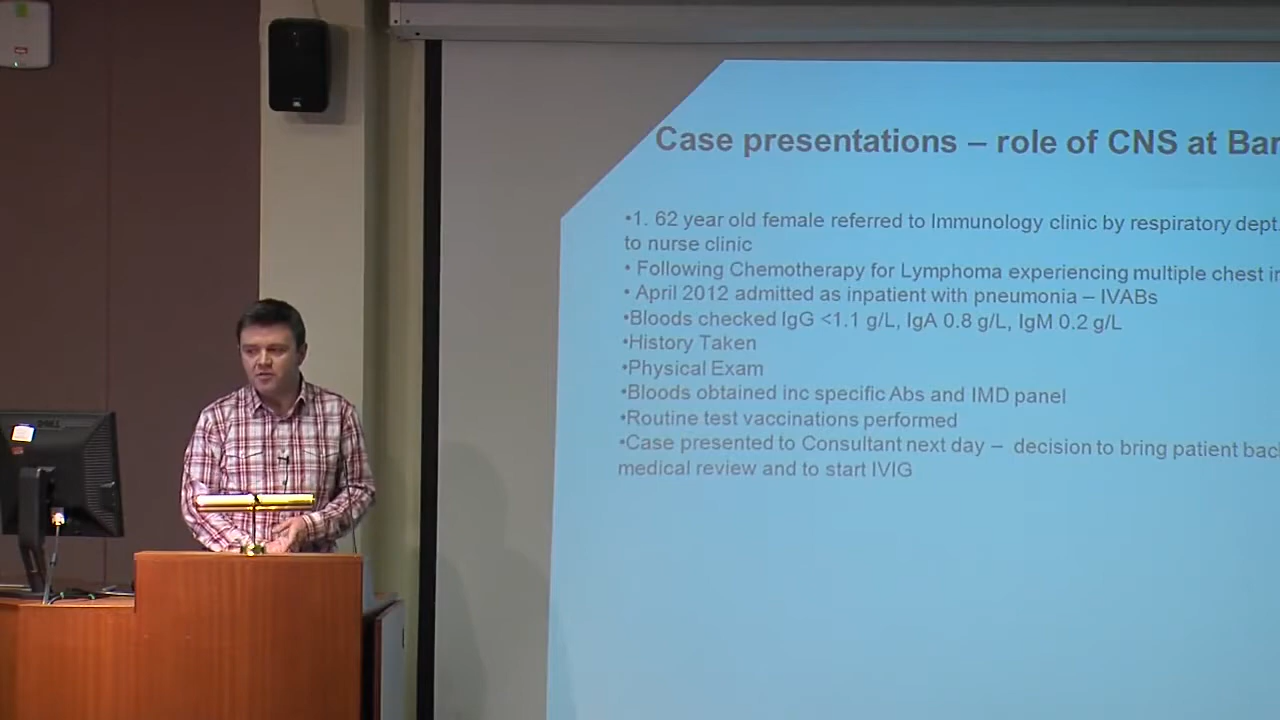 Case presentations – role of CNS at Bar
•1. 62 year old female referred to Immunology clinic by respiratory dept.
to nurse clinic
• Following Chemotherapy for Lymphoma experiencing multiple chest in
• April 2012 admitted as inpatient with pneumonia – IVABs
•Bloods checked IgG <1.1 g/L, IgA 0.8 g/L, IgM 0.2 g/L
•History Taken
•Physical Exam
•Bloods obtained inc specific Abs and IMD panel
•Routine test vaccinations performed
•Case presented to Consultant next day – decision to bring patient back
medical review and to start IVIG
DELL
JBL